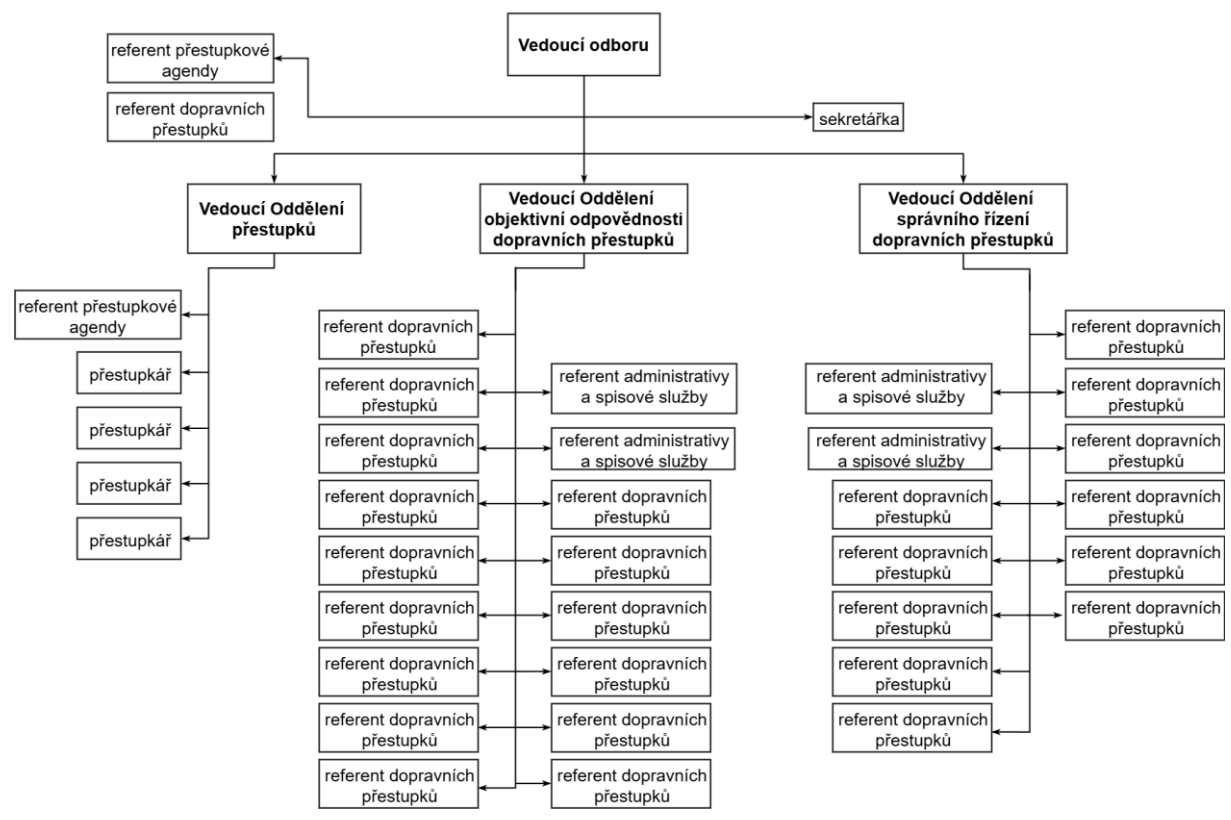 Vedoucí odboru
referent přestupkové
agendy
referent dopravních
přestupků
sekretářka
Vedoucí Oddělení
přestupků
Vedoucí Oddělení
objektivní odpovědnosti
dopravních přestupků
Vedoucí Oddělení
správního řízení
dopravních přestupků
referent přestupkové
agendy
přestupkář
přestupkář
přestupkář
přestupkář
referent dopravních
přestupků
referent dopravních
přestupků
referent dopravních
přestupků
referent dopravních
přestupků
referent dopravních
přestupků
referent dopravních
přestupků
referent dopravních
přestupků
referent dopravních
přestupků
referent dopravních
přestupků
referent administrativy
a spisové služby
referent administrativy
a spisové služby
referent dopravních
přestupků
referent dopravních
přestupků
referent dopravních
přestupků
referent dopravních
přestupků
referent dopravních
přestupků
referent dopravních
přestupků
referent administrativy
a spisové služby
referent administrativy
a spisové služby
referent dopravních
přestupků
referent dopravních
přestupků
referent dopravních
přestupků
referent dopravních
přestupků
referent dopravních
přestupků
referent dopravních
přestupků
referent dopravních
přestupků
referent dopravních
přestupků
referent dopravních
přestupků
referent dopravních
přestupků
referent dopravních
přestupků